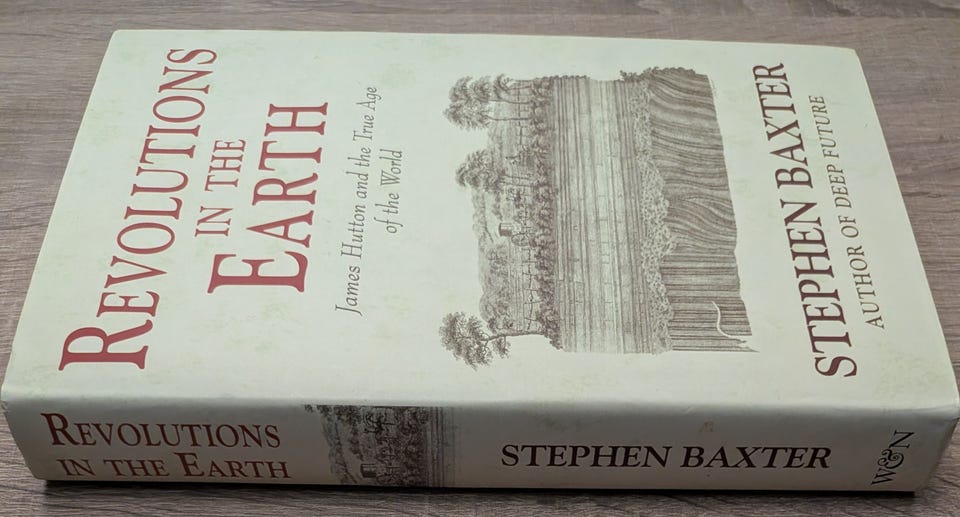 REVOLUTIONS
IN THE
EARTH
James Hutton and the True Age
of the World
STEPHEN BAXTER
AUTHOR OF DEEP FUTURE
REVOLUTIONS
IN THE EARTH
STEPHEN BAXTER
W&N